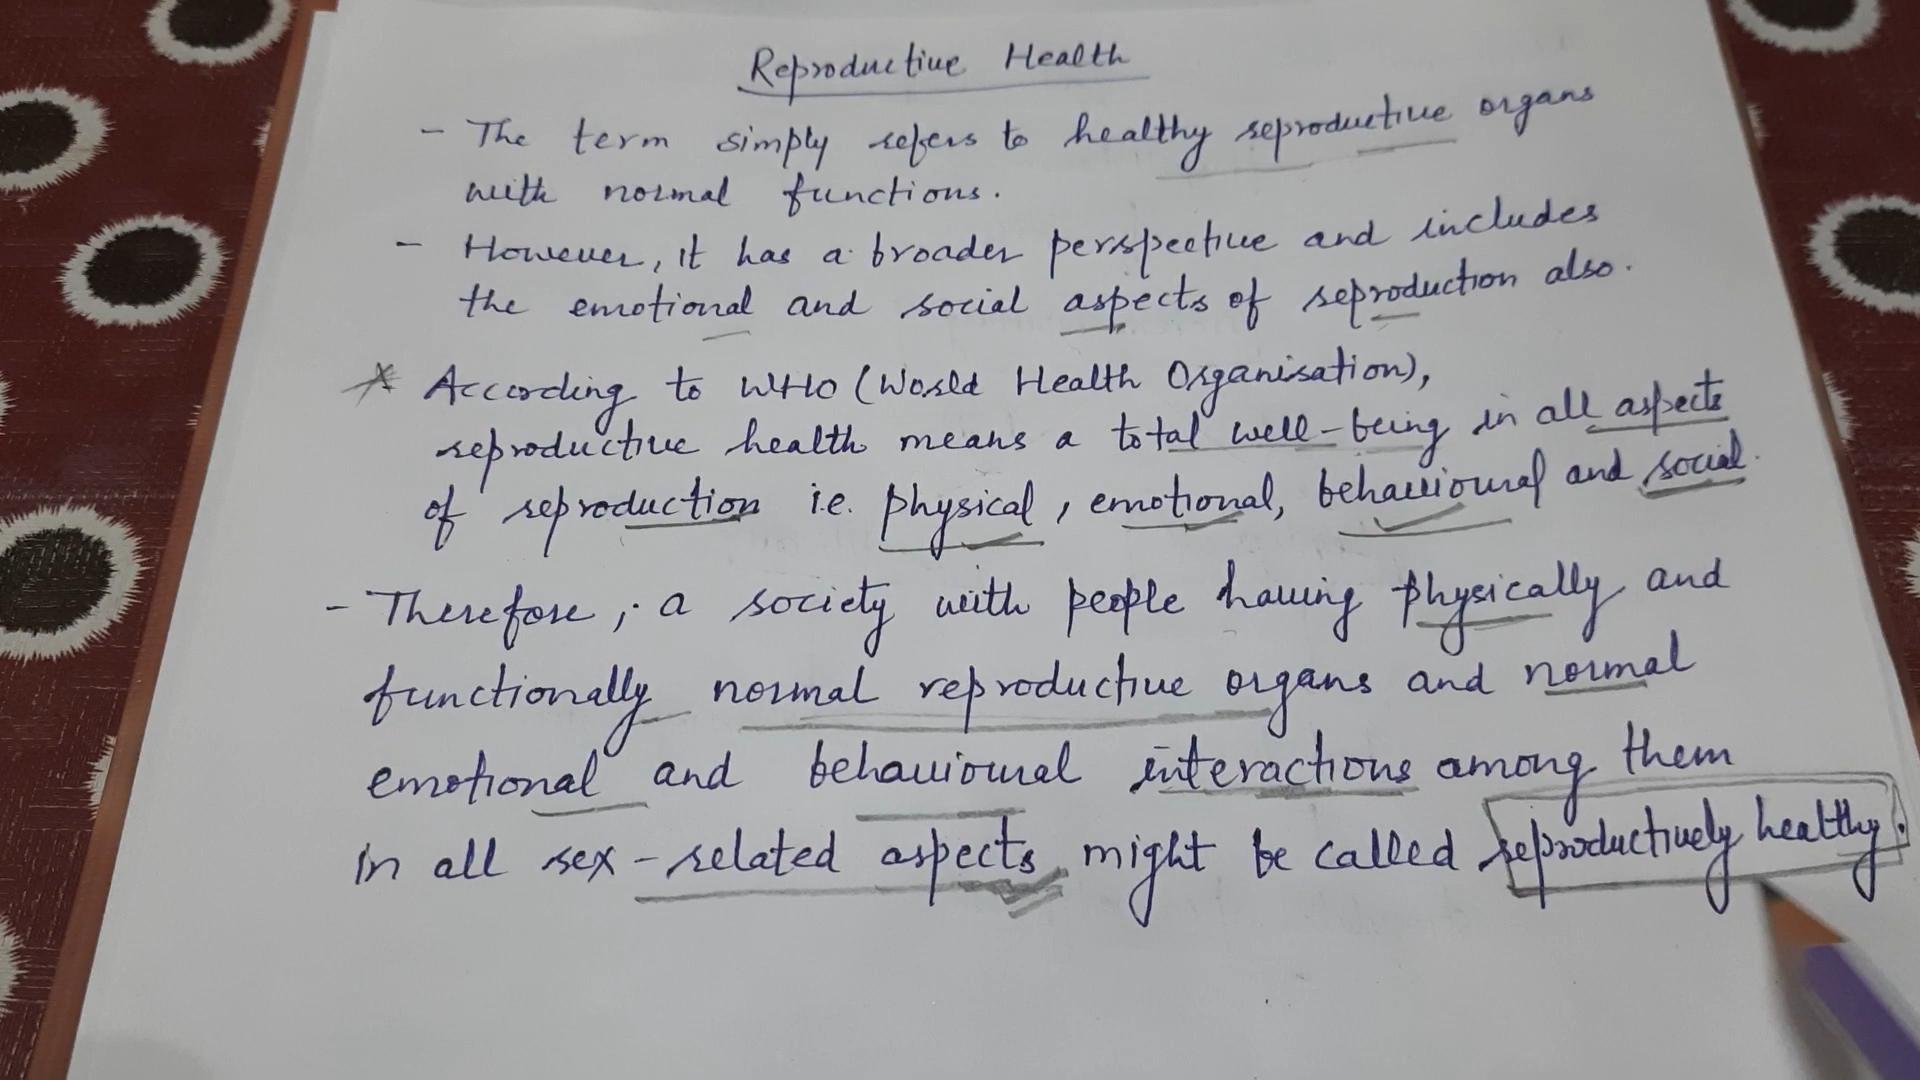 Reproductive Health
- The term simply refers to healthy reproductive organs
with normal functions.
- However, it has a broader perspective and includes
the emotional and social aspects of reproduction also.
* According to WHO (World Health Organisation),
reproductive health means a total well-being in all aspects
of reproduction i.e. physical, emotional, behavioural and social.
- Therefore, a society with people having physically and
functionally normal reproductive organs and normal
emotional and behavioural interactions among them
in all sex-related aspects might be called reproductively healthy.